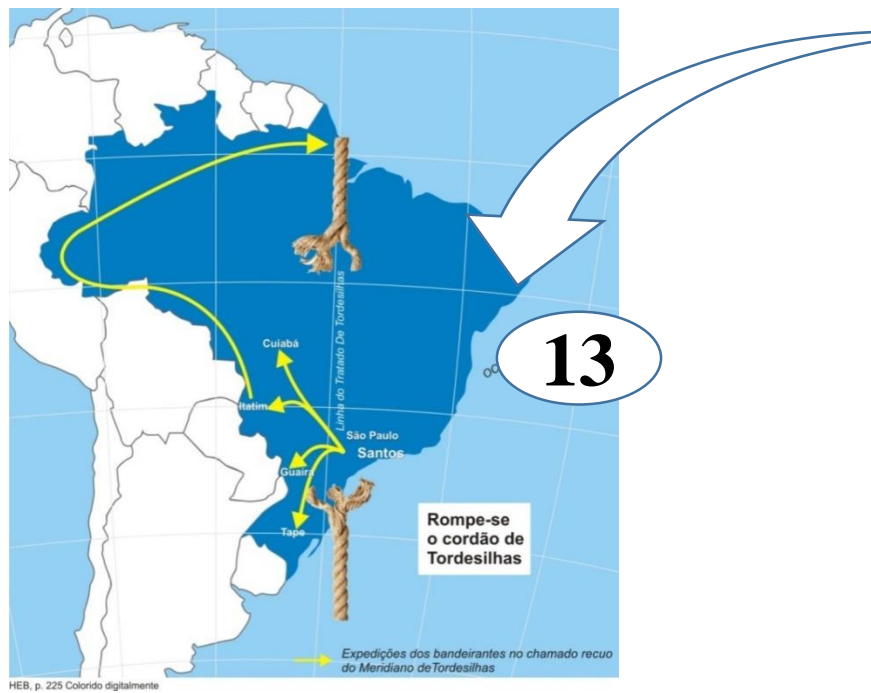 Linha do Tratado De Tordesilhas
Cuiabá
13
Itatim
São Paulo
Santos
Guaira
Tape
Rompe-se
o cordão de
Tordesilhas
Expedições dos bandeirantes no chamado recuo
do Meridiano deTordesilhas
HEB, p. 225 Colorido digitalmente